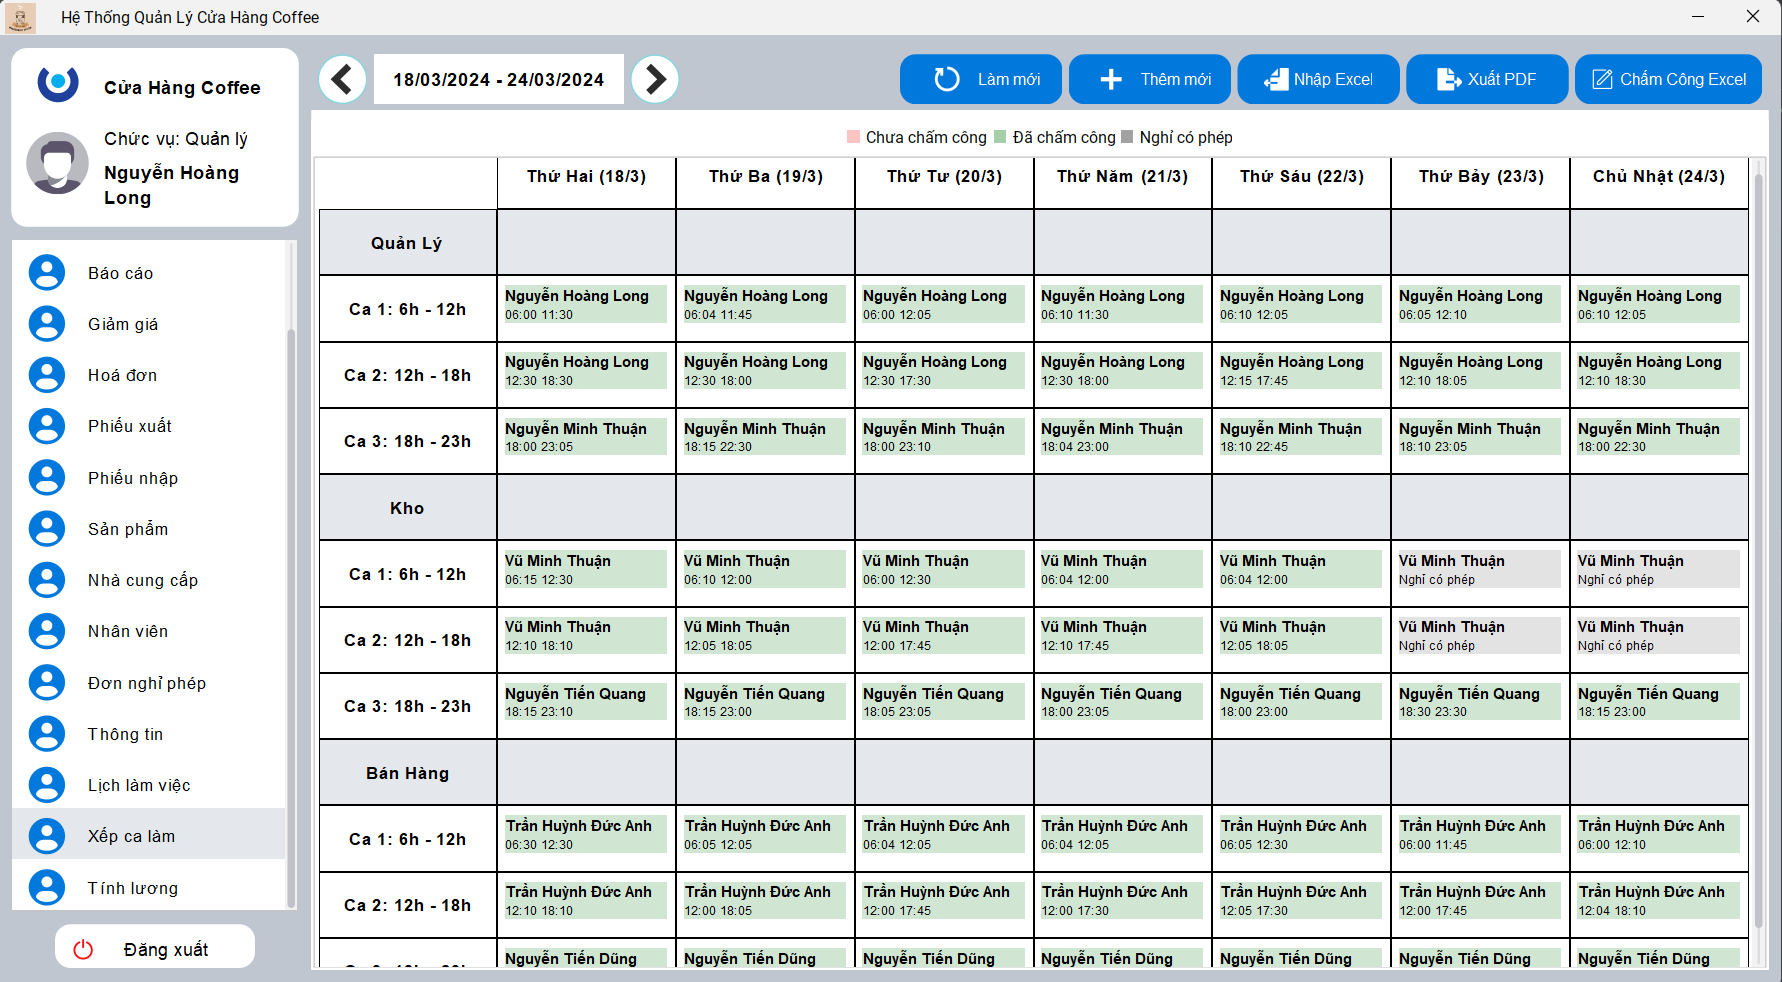 Hệ Thống Quản Lý Cửa Hàng Coffee
Cửa Hàng Coffee
Chức vụ: Quản lý
Nguyễn Hoàng
Long
Báo cáo
Giảm giá
Hoá đơn
Phiếu xuất
Phiếu nhập
Sản phẩm
Nhà cung cấp
Nhân viên
Đơn nghỉ phép
Thông tin
Lịch làm việc
Xếp ca làm
Tính lương
Đăng xuất
18/03/2024 - 24/03/2024
Làm mới
Thêm mới
Nhập Excel
Xuất PDF
Chấm Công Excel
Chưa chấm công Đã chấm công Nghỉ có phép
Thứ Hai (18/3) Thứ Ba (19/3) Thứ Tư (20/3) Thứ Năm (21/3) Thứ Sáu (22/3) Thứ Bảy (23/3) Chủ Nhật (24/3)
Quản Lý
Ca 1: 6h - 12h
Nguyễn Hoàng Long Nguyễn Hoàng Long Nguyễn Hoàng Long Nguyễn Hoàng Long Nguyễn Hoàng Long Nguyễn Hoàng Long Nguyễn Hoàng Long
06:00 11:30 06:04 11:45 06:00 12:05 06:10 11:30 06:10 12:05 06:05 12:10 06:10 12:05
Ca 2: 12h - 18h
Nguyễn Hoàng Long Nguyễn Hoàng Long Nguyễn Hoàng Long Nguyễn Hoàng Long Nguyễn Hoàng Long Nguyễn Hoàng Long Nguyễn Hoàng Long
12:30 18:30 12:30 18:00 12:30 17:30 12:30 18:00 12:15 17:45 12:10 18:05 12:10 18:30
Ca 3: 18h - 23h
Nguyễn Minh Thuận Nguyễn Minh Thuận Nguyễn Minh Thuận Nguyễn Minh Thuận Nguyễn Minh Thuận Nguyễn Minh Thuận Nguyễn Minh Thuận
18:00 23:05 18:15 22:30 18:00 23:10 18:04 23:00 18:10 22:45 18:10 23:05 18:00 22:30
Kho
Ca 1: 6h - 12h
Vũ Minh Thuận Vũ Minh Thuận Vũ Minh Thuận Vũ Minh Thuận Vũ Minh Thuận Vũ Minh Thuận Vũ Minh Thuận
06:15 12:30 06:10 12:00 06:00 12:30 06:04 12:00 06:04 12:00 Nghỉ có phép Nghỉ có phép
Ca 2: 12h - 18h
Vũ Minh Thuận Vũ Minh Thuận Vũ Minh Thuận Vũ Minh Thuận Vũ Minh Thuận Vũ Minh Thuận Vũ Minh Thuận
12:10 18:10 12:05 18:05 12:00 17:45 12:10 17:45 12:05 18:05 Nghỉ có phép Nghỉ có phép
Ca 3: 18h - 23h
Nguyễn Tiến Quang Nguyễn Tiến Quang Nguyễn Tiến Quang Nguyễn Tiến Quang Nguyễn Tiến Quang Nguyễn Tiến Quang Nguyễn Tiến Quang
18:15 23:10 18:15 23:00 18:05 23:05 18:00 23:05 18:00 23:00 18:30 23:30 18:15 23:00
Bán Hàng
Ca 1: 6h - 12h
Trần Huỳnh Đức Anh Trần Huỳnh Đức Anh Trần Huỳnh Đức Anh Trần Huỳnh Đức Anh Trần Huỳnh Đức Anh Trần Huỳnh Đức Anh Trần Huỳnh Đức Anh
06:30 12:30 06:05 12:05 06:04 12:05 06:04 12:05 06:05 12:30 06:00 11:45 06:00 12:10
Ca 2: 12h - 18h
Trần Huỳnh Đức Anh Trần Huỳnh Đức Anh Trần Huỳnh Đức Anh Trần Huỳnh Đức Anh Trần Huỳnh Đức Anh Trần Huỳnh Đức Anh Trần Huỳnh Đức Anh
12:10 18:10 12:00 18:05 12:00 17:45 12:00 17:30 12:05 17:30 12:00 17:45 12:04 18:10
Nguyễn Tiến Dũng Nguyễn Tiến Dũng Nguyễn Tiến Dũng Nguyễn Tiến Dũng Nguyễn Tiến Dũng Nguyễn Tiến Dũng Nguyễn Tiến Dũng